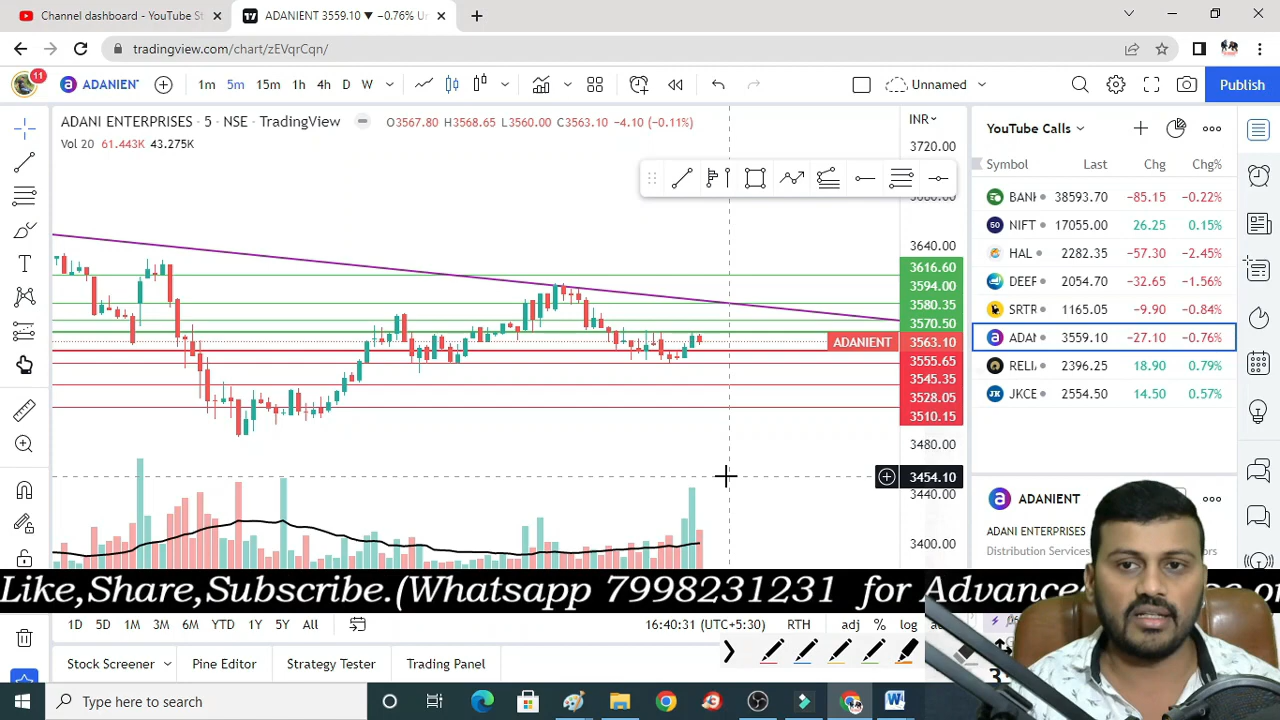 Channel dashboard - YouTube St
ADANIENT 3559.10 ▼ −0.76% Un
tradingview.com/chart/zEVqrCqn/
11
ADANIENT
1m 5m 15m 1h 4h D W
Unnamed
Publish
ADANI ENTERPRISES · 5 · NSE · TradingView
O3567.80 H3568.65 L3560.00 C3563.10 −4.10 (−0.11%)
Vol 20 61.443K 43.275K
INR
3720.00
3680.00
3640.00
3616.60
3594.00
3580.35
3570.50
ADANIENT 3563.10
3555.65
3545.35
3528.05
3510.15
3480.00
3454.10
3440.00
3400.00
YouTube Calls
Symbol Last Chg Chg%
BANK 38593.70 −85.15 −0.22%
NIFT 17055.00 26.25 0.15%
HAL 2282.35 −57.30 −2.45%
DEEP 2054.70 −32.65 −1.56%
SRTR 1165.05 −9.90 −0.84%
ADAN 3559.10 −27.10 −0.76%
RELI 2396.25 18.90 0.79%
JKCE 2554.50 14.50 0.57%
ADANIENT
ADANI ENTERPRISES
Distribution Services
Like,Share,Subscribe.(Whatsapp 7998231231 for Advance
1D 5D 1M 3M 6M YTD 1Y 5Y All
16:40:31 (UTC+5:30) RTH adj % log
Stock Screener Pine Editor Strategy Tester Trading Panel
Type here to search